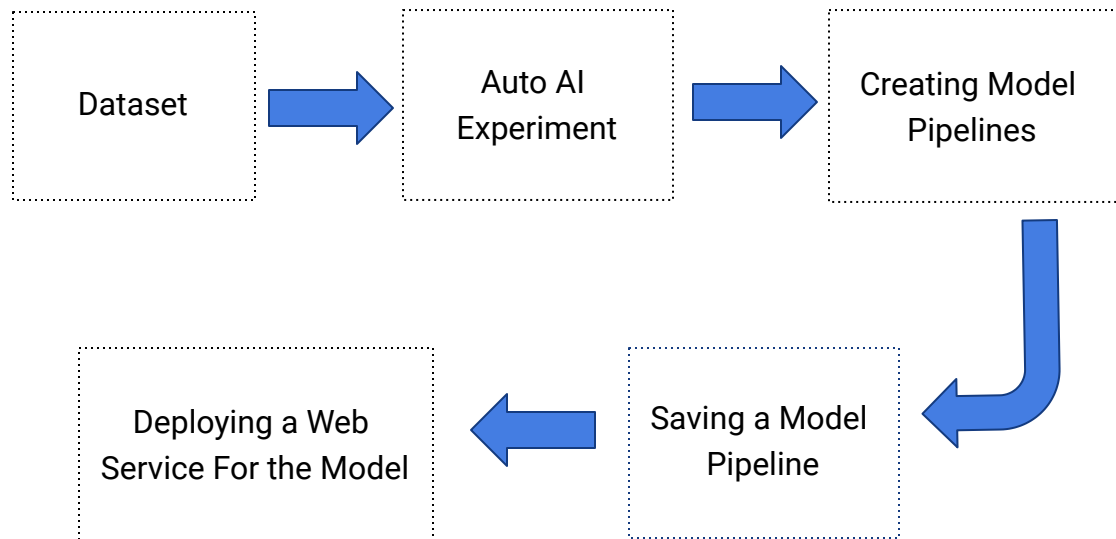 Dataset
Auto AI
Experiment
Creating Model
Pipelines
Saving a Model
Pipeline
Deploying a Web
Service For the Model